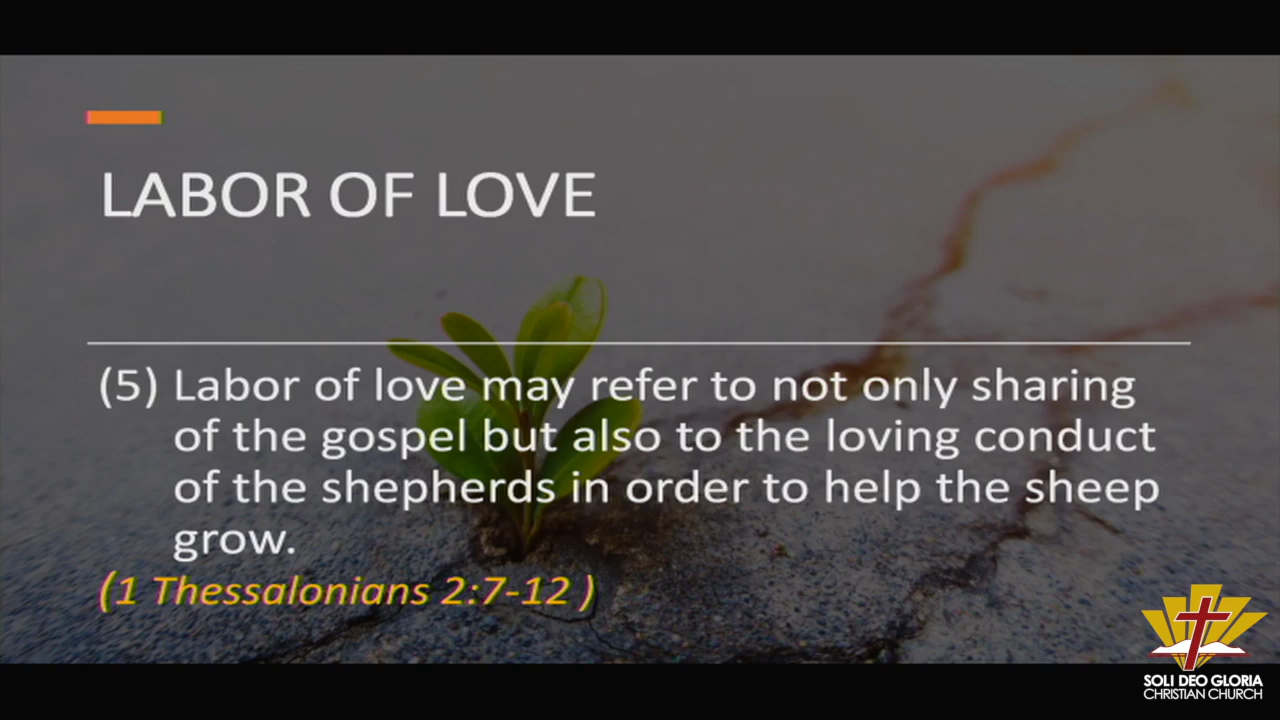 LABOR OF LOVE
(5) Labor of love may refer to not only sharing
of the gospel but also to the loving conduct
of the shepherds in order to help the sheep
grow.
(1 Thessalonians 2:7-12 )
SOLI DEO GLORIA
CHRISTIAN CHURCH